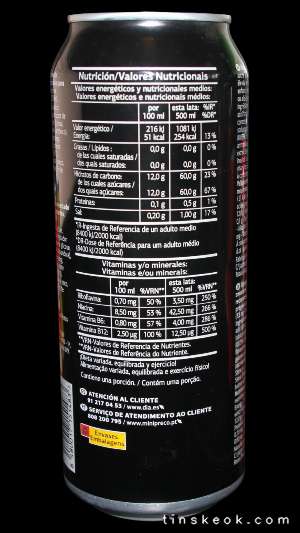 Nutrición/Valores Nutricionais
Valores energéticos y nutricionales medios:
Valores energéticos e nutricionais médios:
por 100 ml esta lata: 500 ml %IR* %DR*
Valor energético / Energia: 216 kJ 51 kcal 1081 kJ 254 kcal 13 %
Grasas / Lípidos : 0,0 g 0,0 g 0 %
de las cuales saturadas / dos quais saturados: 0,0 g 0,0 g 0 %
Hidratos de carbono: 12,0 g 60,0 g 23 %
de los cuales azúcares / dos quais açúcares: 12,0 g 60,0 g 67 %
Proteínas: 0,1 g 0,5 g 1 %
Sal: 0,20 g 1,00 g 17 %
*IR-Ingesta de Referencia de un adulto medio
(8400 kJ/2000 kcal)
*DR-Dose de Referência para um adulto médio
(8400 kJ/2000 kcal)
Vitaminas y/o minerales:
Vitaminas e/ou minerais:
por 100 ml %VRN** esta lata: 500 ml %VRN**
Riboflavina: 0,70 mg 50 % 3,50 mg 250 %
Niacina: 8,50 mg 53 % 42,50 mg 266 %
Vitamina B6: 0,80 mg 57 % 4,00 mg 286 %
Vitamina B12: 2,50 µg 100 % 12,50 µg 500 %
**VRN-Valores de Referencia de Nutrientes.
**VRN-Valores de Referência do Nutriente.
¡Dieta variada, equilibrada y ejercicio!
Alimentação variada, equilibrada e exercício físico!
Contiene una porción. / Contém uma porção.
ATENCIÓN AL CLIENTE
91 217 04 53 / www.dia.es
SERVIÇO DE ATENDIMENTO AO CLIENTE
808 200 795 / www.minipreco.pt
Envases
Embalagens
tinskeok.com